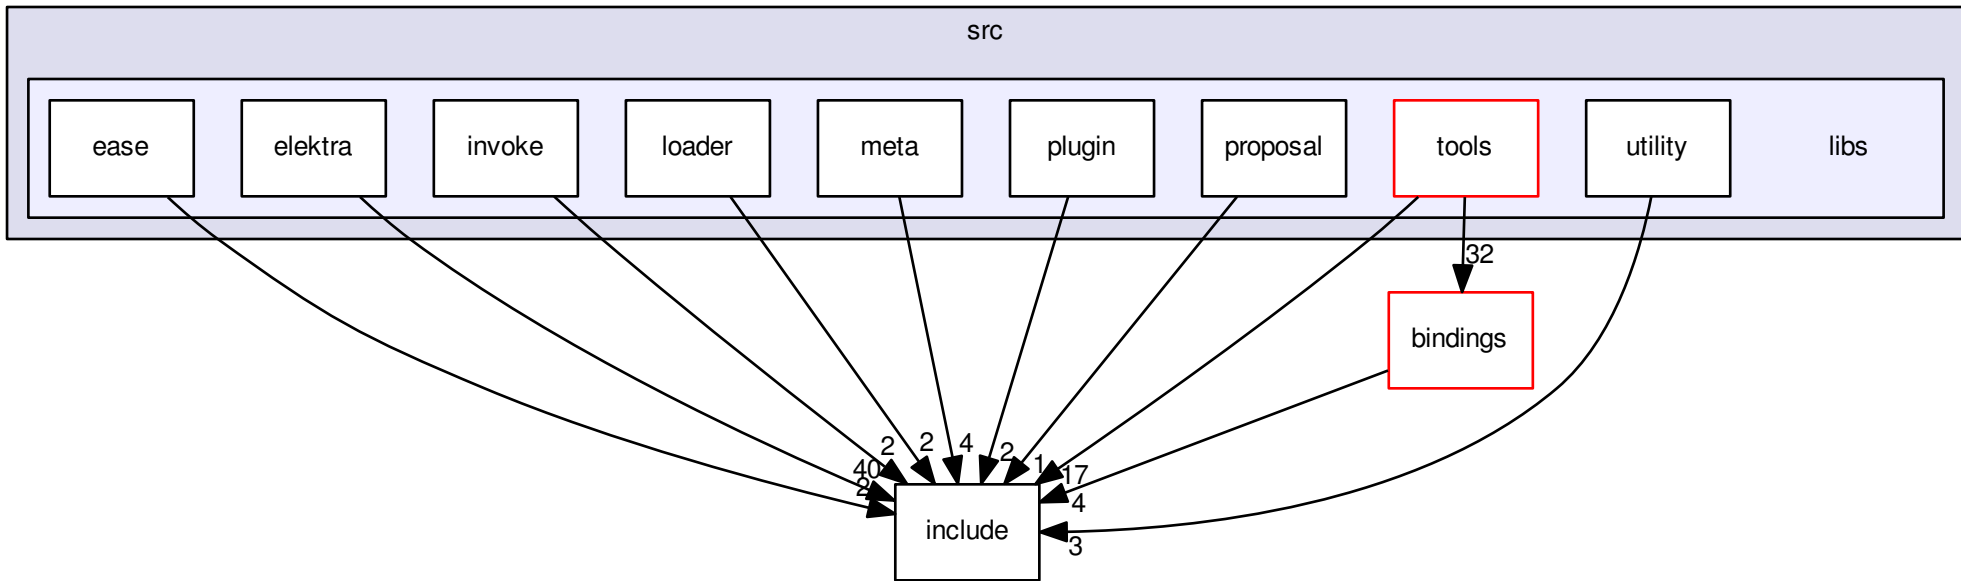 src
ease
elektra
invoke
loader
meta
plugin
proposal
tools
utility
libs
32
bindings
2
2
4
2
1
17
40
2
4
3
include